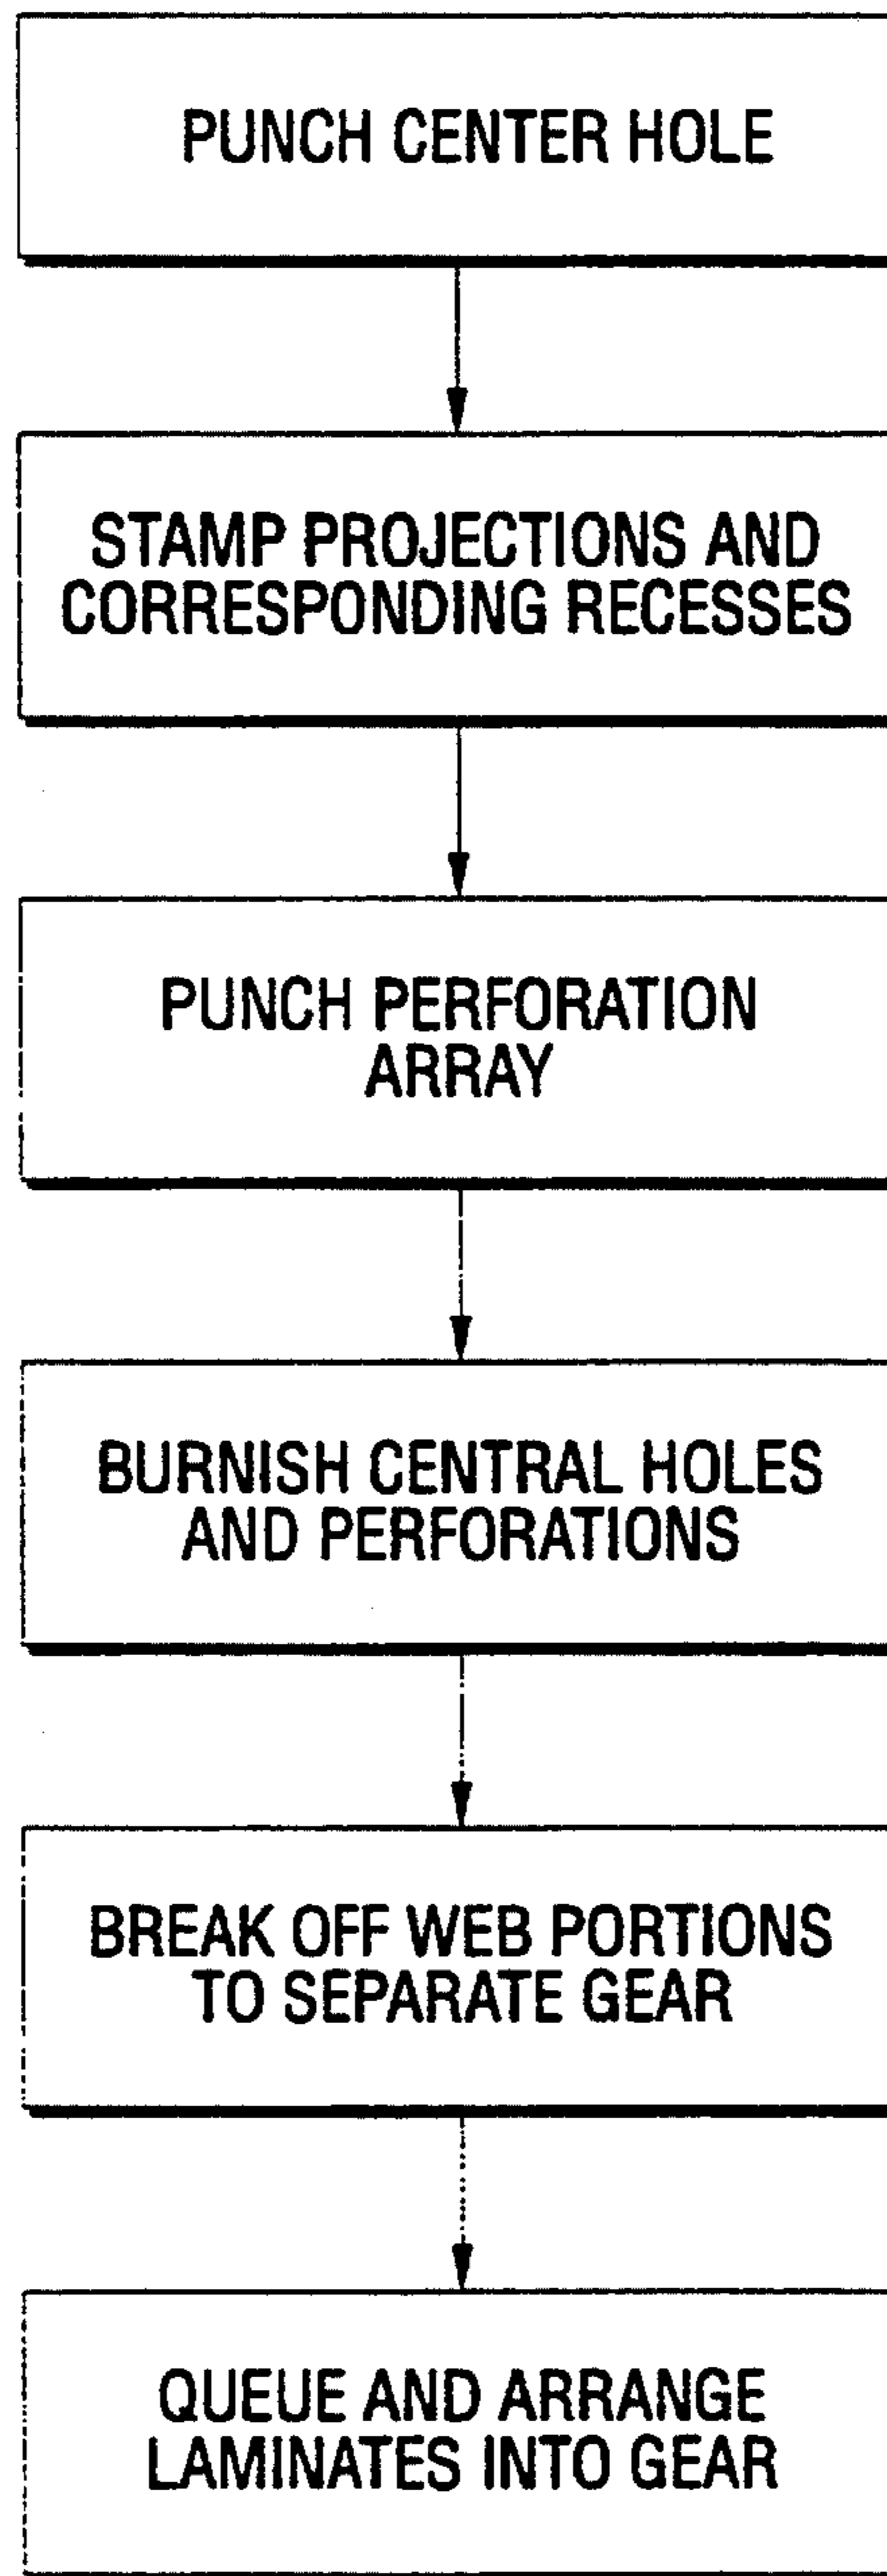 PUNCH CENTER HOLE
STAMP PROJECTIONS AND
CORRESPONDING RECESSES
PUNCH PERFORATION
ARRAY
BURNISH CENTRAL HOLES
AND PERFORATIONS
BREAK OFF WEB PORTIONS
TO SEPARATE GEAR
QUEUE AND ARRANGE
LAMINATES INTO GEAR